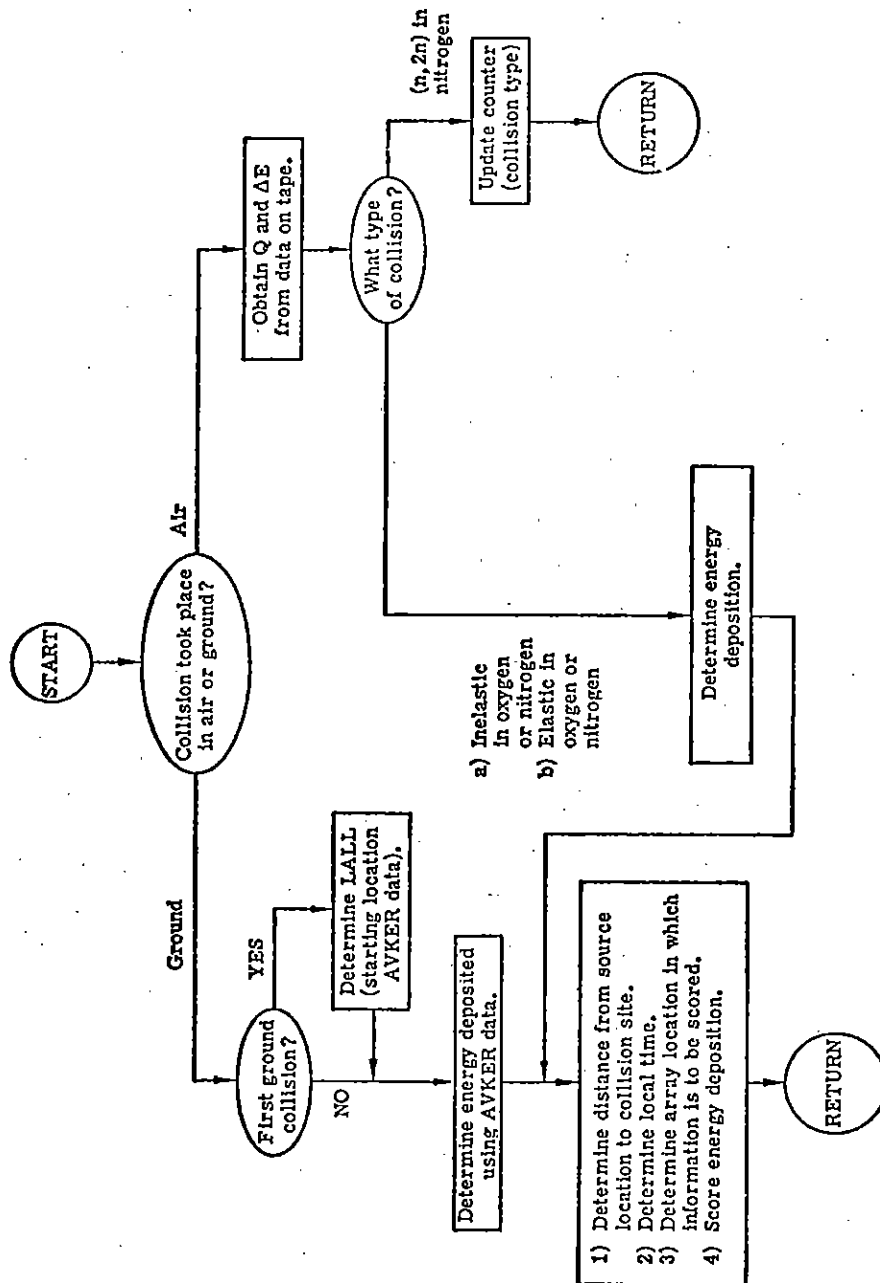 START
Collision took place
in air or ground?
Ground
Air
First ground
collision?
YES
NO
Determine LALL
(starting location
AVKER data).
Determine energy deposited
using AVKER data.
Obtain Q and ΔE
from data on tape.
What type
of collision?
(n,2n) in
nitrogen
Update counter
(collision type)
RETURN
a) Inelastic
in oxygen
or nitrogen
b) Elastic in
oxygen or
nitrogen
Determine energy
deposition.
1) Determine distance from source
location to collision site.
2) Determine local time.
3) Determine array location in which
information is to be scored.
4) Score energy deposition.
RETURN